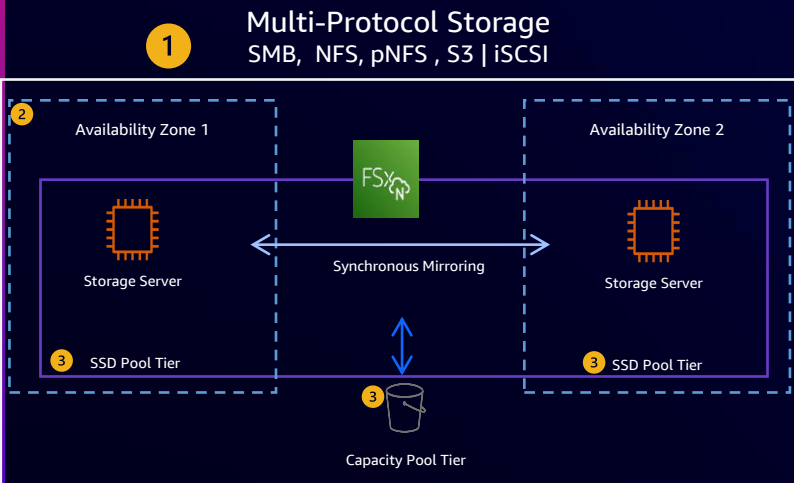 Multi-Protocol Storage
1
SMB, NFS, pNFS , S3 | iSCSI
2
Availability Zone 1
Availability Zone 2
FSx
N
Storage Server
Synchronous Mirroring
Storage Server
3
SSD Pool Tier
3
SSD Pool Tier
3
Capacity Pool Tier